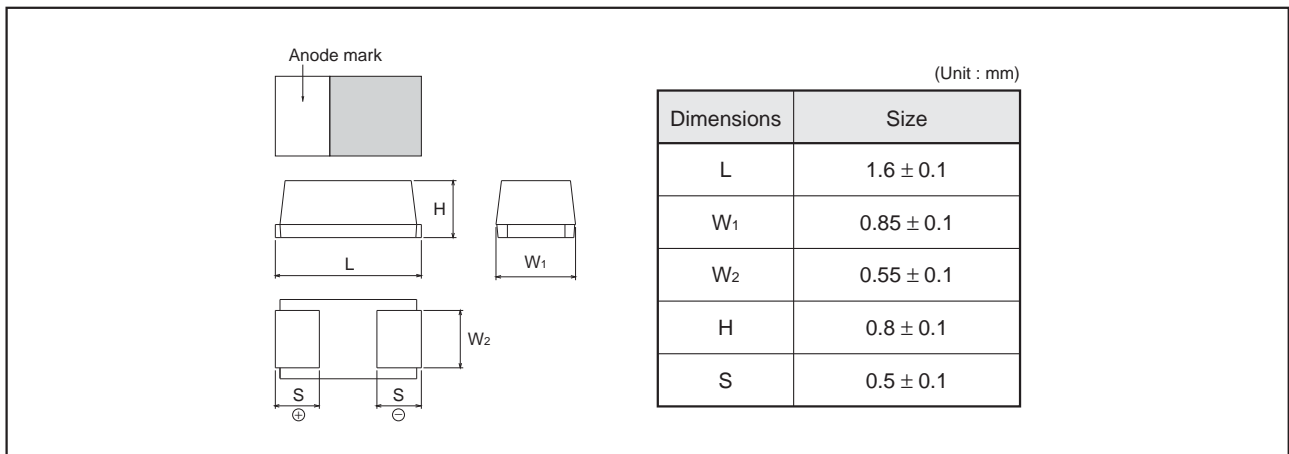 Anode mark
H
L
W1
W2
S
S
⊕
⊖
(Unit : mm)
Dimensions Size
L 1.6 ± 0.1
W1 0.85 ± 0.1
W2 0.55 ± 0.1
H 0.8 ± 0.1
S 0.5 ± 0.1